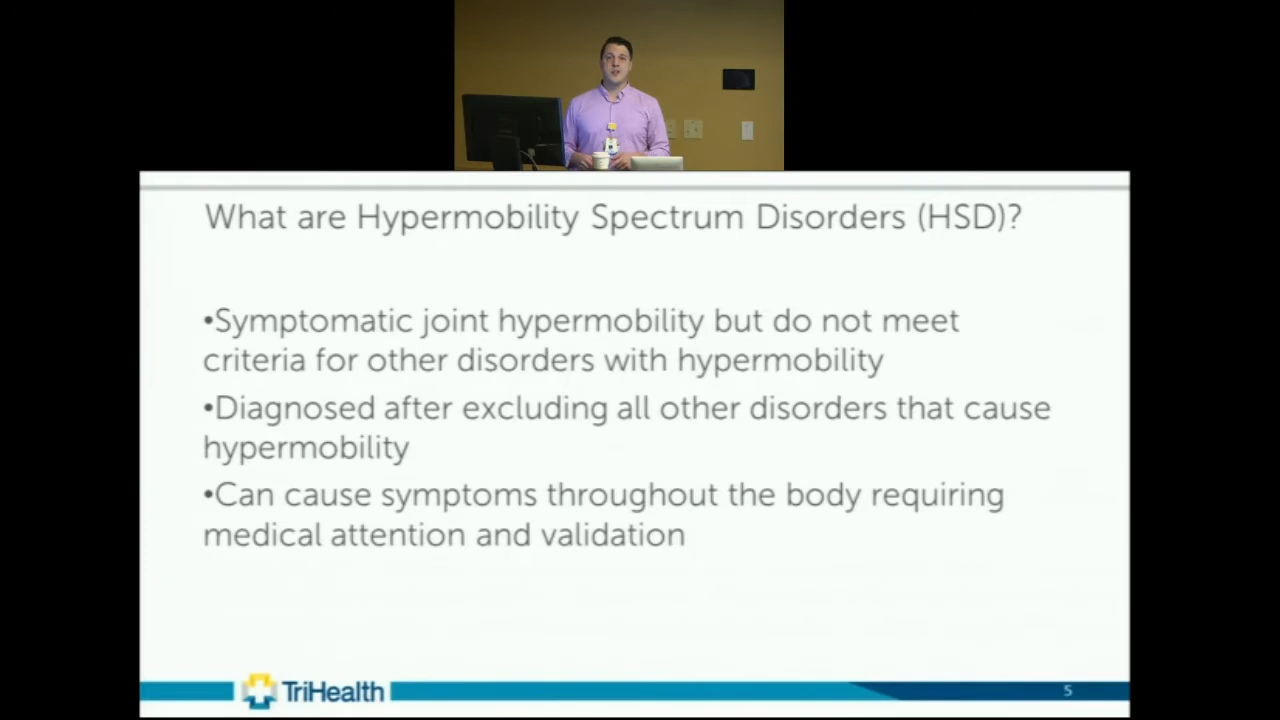 What are Hypermobility Spectrum Disorders (HSD)?
•Symptomatic joint hypermobility but do not meet
criteria for other disorders with hypermobility
•Diagnosed after excluding all other disorders that cause
hypermobility
•Can cause symptoms throughout the body requiring
medical attention and validation
TriHealth
5